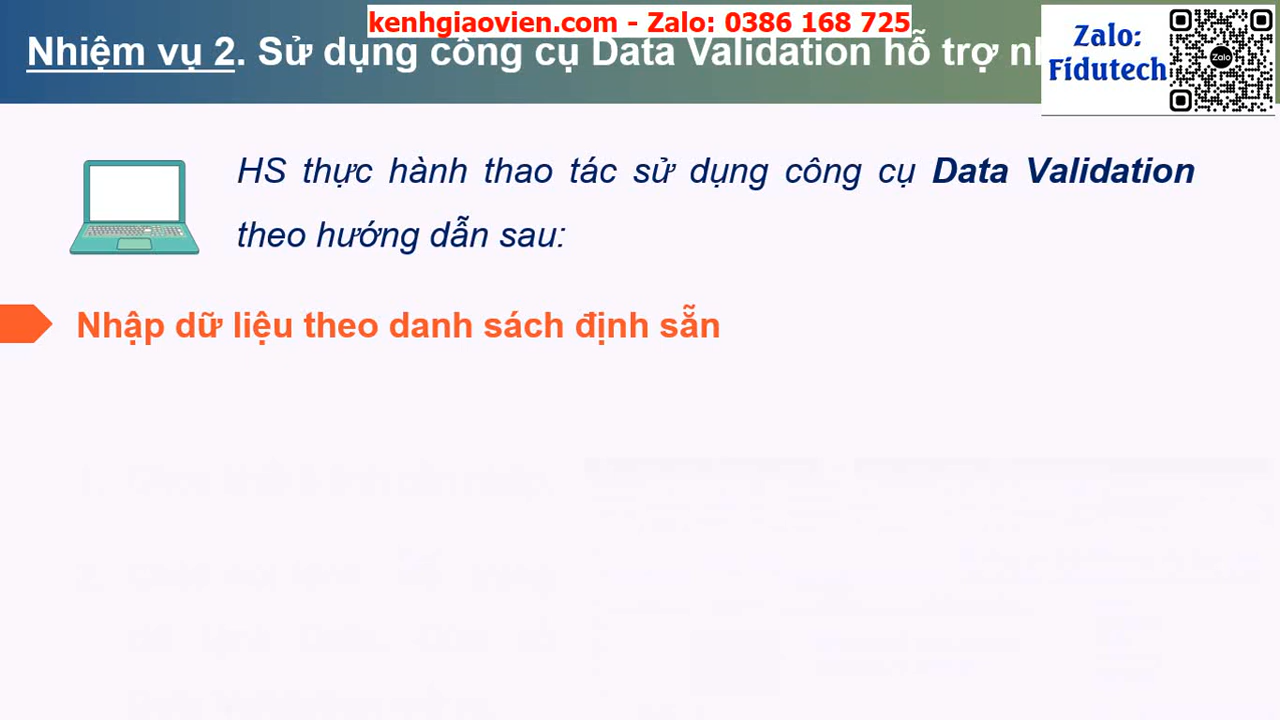 kenhgiaovien.com - Zalo: 0386 168 725
Nhiệm vụ 2. Sử dụng công cụ Data Validation hỗ trợ
Zalo:
Fidutech
Zalo
HS thực hành thao tác sử dụng công cụ Data Validation
theo hướng dẫn sau:
Nhập dữ liệu theo danh sách định sẵn